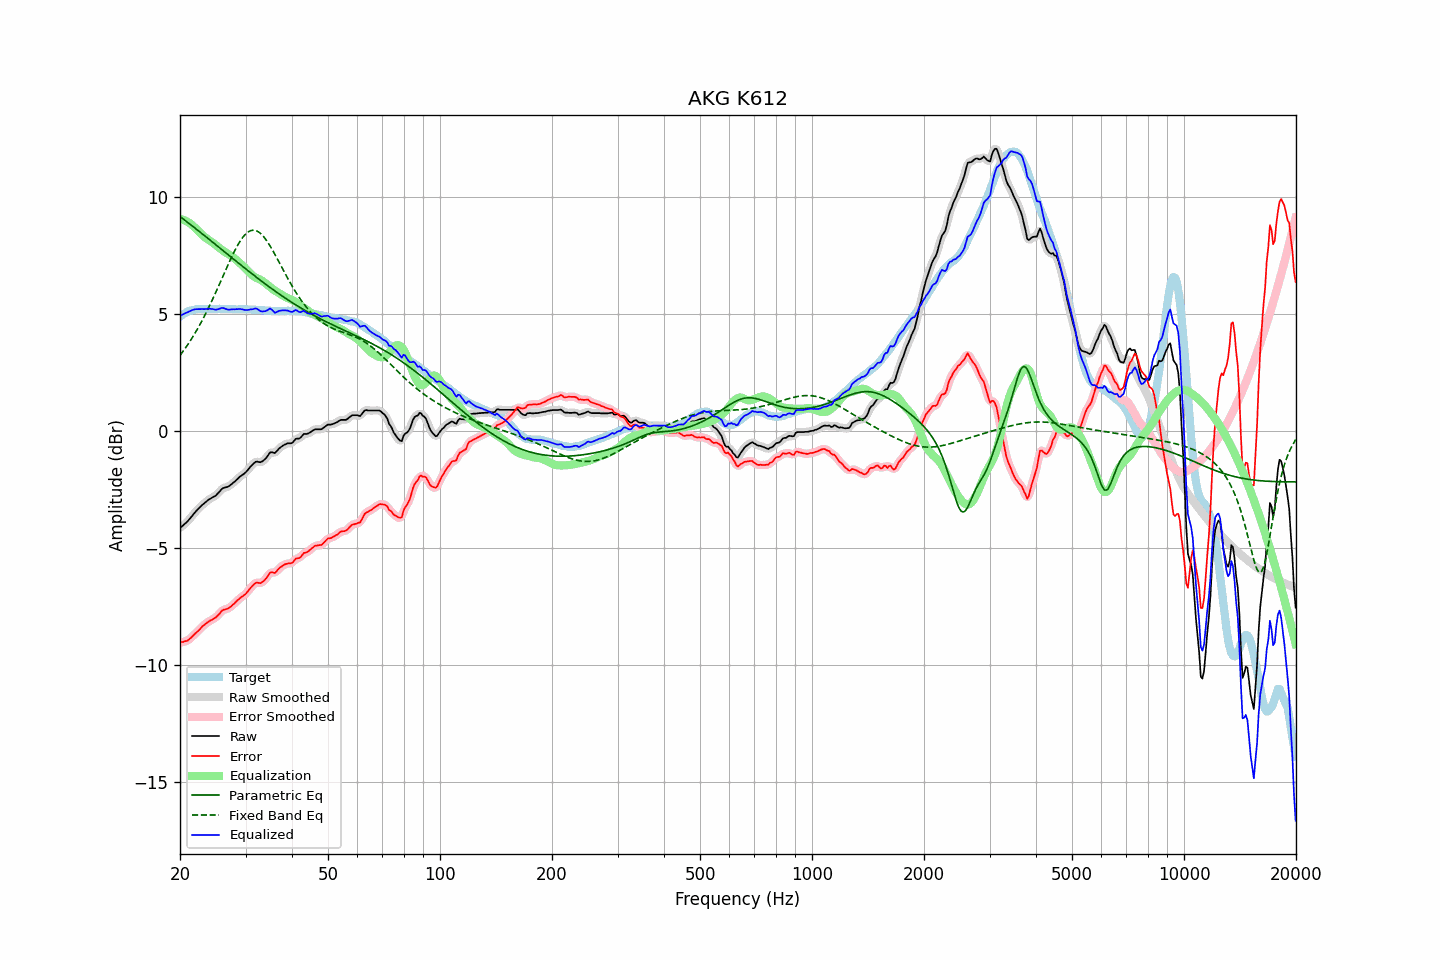 AKG K612
Amplitude (dBr)
10
5
0
−5
−10
−15
Target
Raw Smoothed
Error Smoothed
Raw
Error
Equalization
Parametric Eq
Fixed Band Eq
Equalized
20 50 100 200 500 1000 2000 5000 10000 20000
Frequency (Hz)